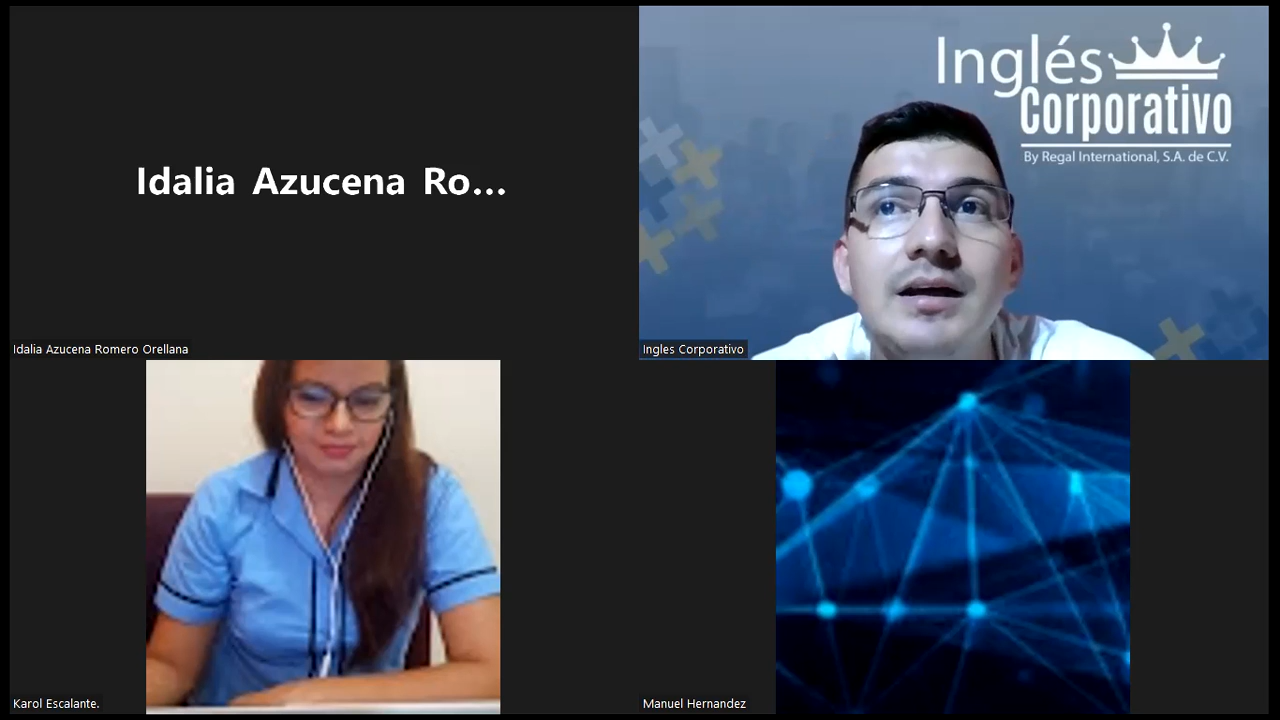 Idalia Azucena Ro...
Idalia Azucena Romero Orellana
Inglés
Corporativo
By Regal International, S.A. de C.V.
Ingles Corporativo
Karol Escalante.
Manuel Hernandez